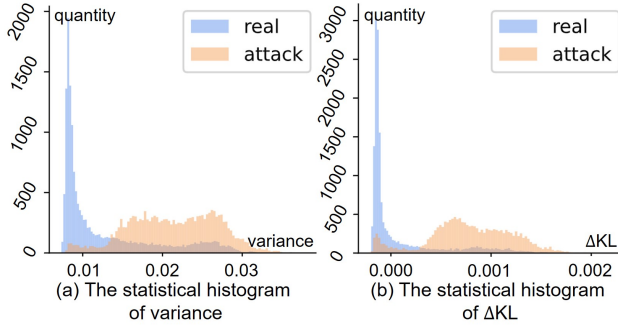 quantity
real
attack
2000
1500
1000
500
0
variance
0.01 0.02 0.03
(a) The statistical histogram
of variance
quantity
real
attack
3000
2500
2000
1500
1000
500
0
ΔKL
0.000 0.001 0.002
(b) The statistical histogram
of ΔKL